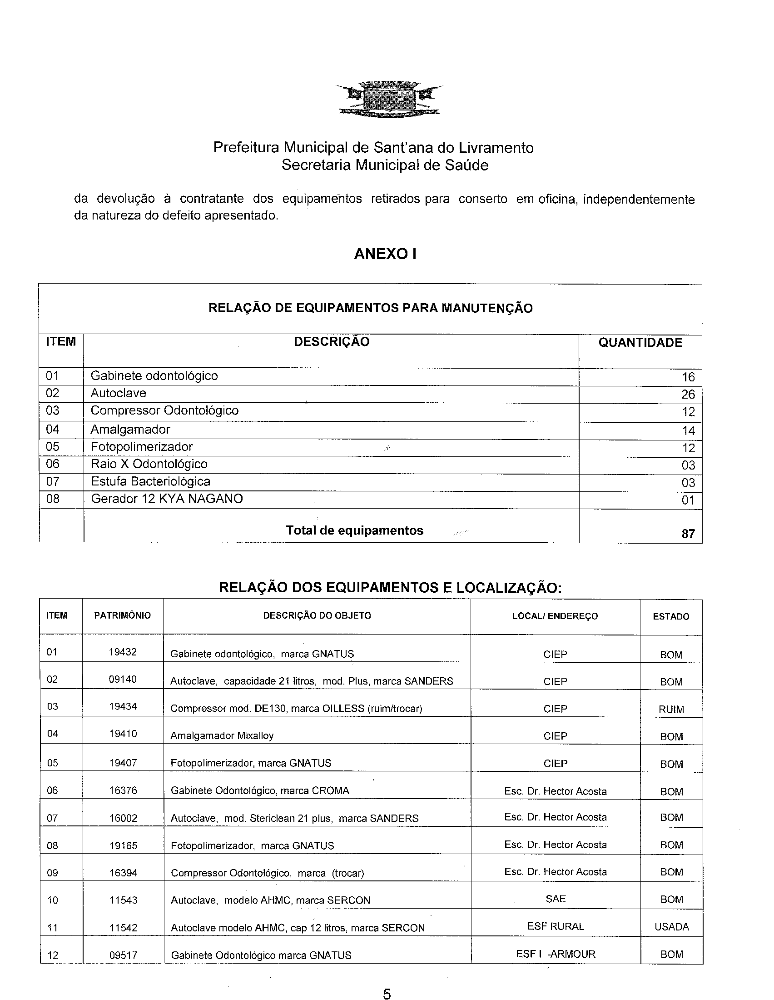 Prefeitura Municipal de Sant'ana do Livramento
Secretaria Municipal de Saúde
da devolução à contratante dos equipamentos retirados para conserto em oficina, independentemente
da natureza do defeito apresentado.
ANEXO I
RELAÇÃO DE EQUIPAMENTOS PARA MANUTENÇÃO
ITEM DESCRIÇÃO QUANTIDADE
01 Gabinete odontológico 16
02 Autoclave 26
03 Compressor Odontológico 12
04 Amalgamador 14
05 Fotopolimerizador 12
06 Raio X Odontológico 03
07 Estufa Bacteriológica 03
08 Gerador 12 KYA NAGANO 01
Total de equipamentos 87
RELAÇÃO DOS EQUIPAMENTOS E LOCALIZAÇÃO:
ITEM PATRIMÔNIO DESCRIÇÃO DO OBJETO LOCAL/ ENDEREÇO ESTADO
01 19432 Gabinete odontológico, marca GNATUS CIEP BOM
02 09140 Autoclave, capacidade 21 litros, mod. Plus, marca SANDERS CIEP BOM
03 19434 Compressor mod. DE130, marca OILLESS (ruim/trocar) CIEP RUIM
04 19410 Amalgamador Mixalloy CIEP BOM
05 19407 Fotopolimerizador, marca GNATUS CIEP BOM
06 16376 Gabinete Odontológico, marca CROMA Esc. Dr. Hector Acosta BOM
07 16002 Autoclave, mod. Stericlean 21 plus, marca SANDERS Esc. Dr. Hector Acosta BOM
08 19165 Fotopolimerizador, marca GNATUS Esc. Dr. Hector Acosta BOM
09 16394 Compressor Odontológico, marca (trocar) Esc. Dr. Hector Acosta BOM
10 11543 Autoclave, modelo AHMC, marca SERCON SAE BOM
11 11542 Autoclave modelo AHMC, cap 12 litros, marca SERCON ESF RURAL USADA
12 09517 Gabinete Odontológico marca GNATUS ESF I -ARMOUR BOM
5